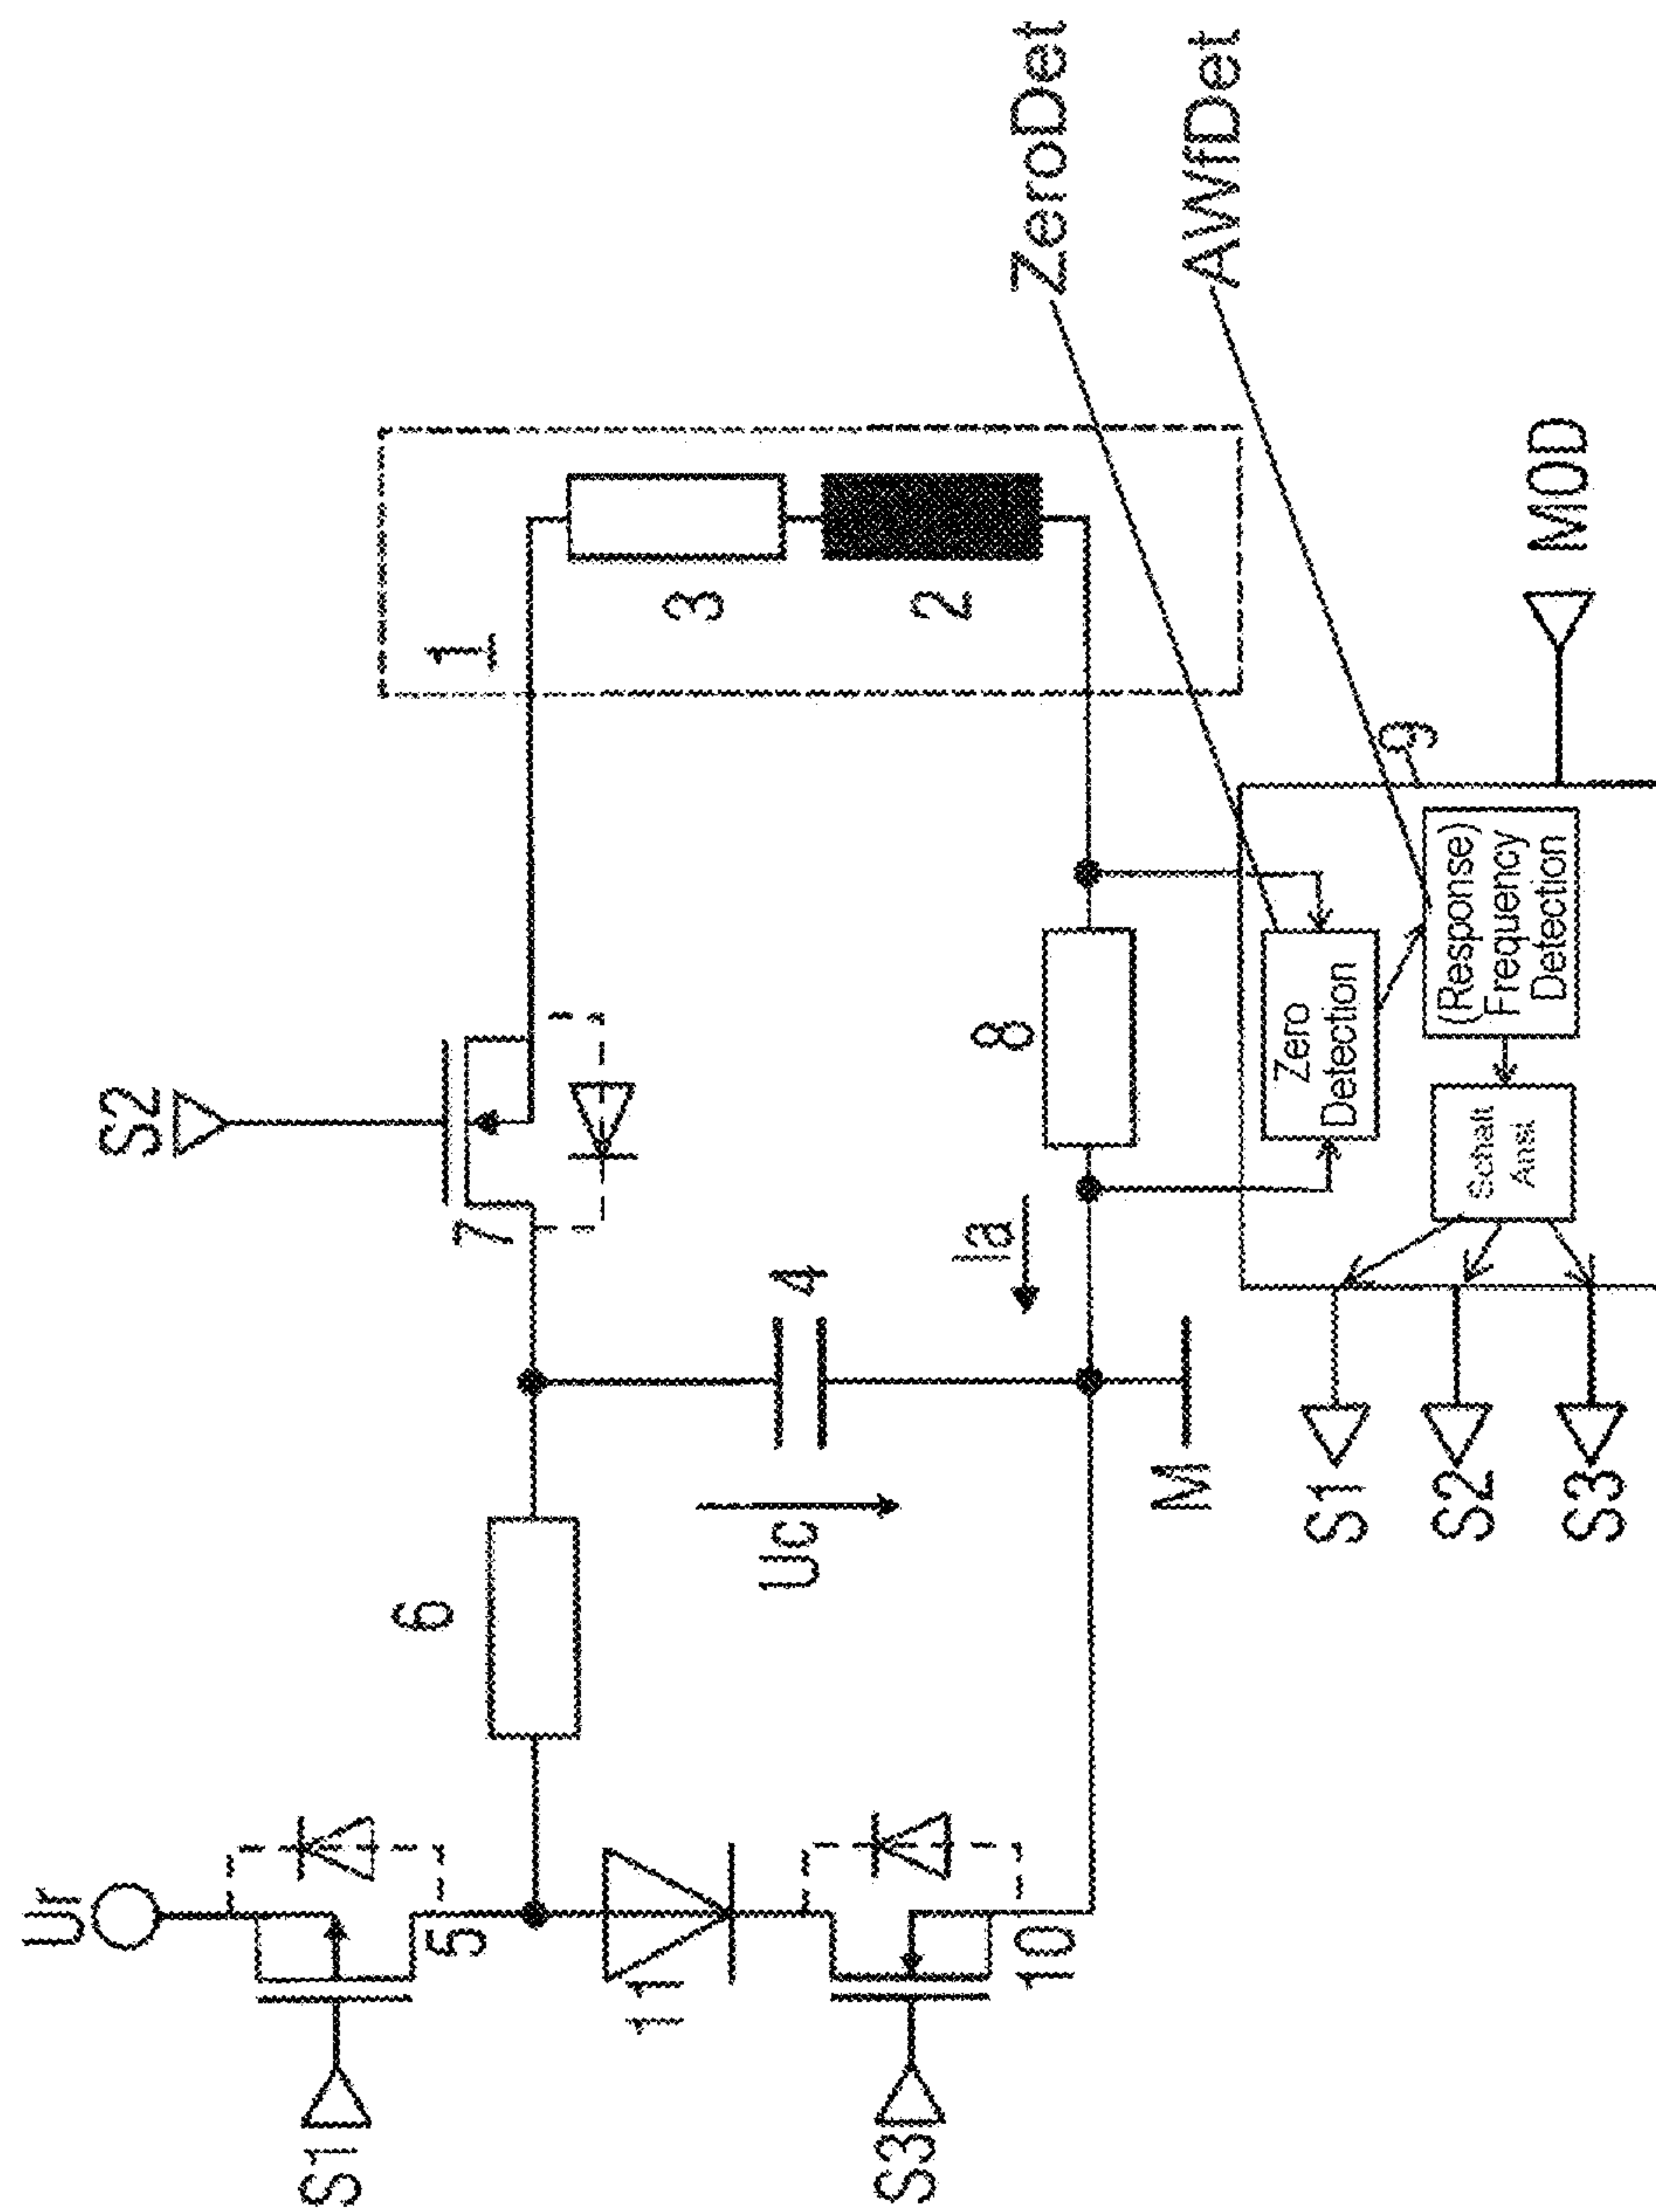 Ur
S1
5
6
11
S3
10
Uc
4
M
S2
7
1
3
2
Ia
8
ZeroDet
AWfDet
9
Zero
Detection
(Response)
Frequency
Detection
Schalt
Anst
MOD
S1
S2
S3